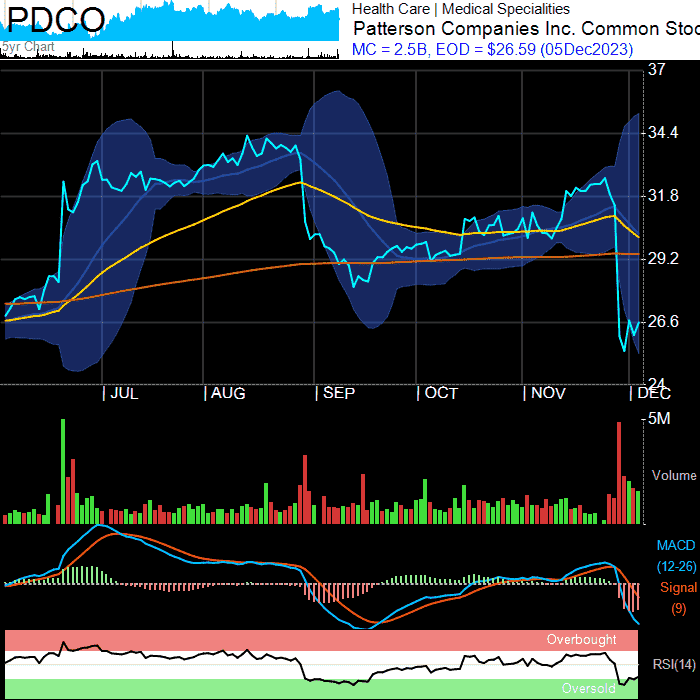 PDCO
5yr Chart
Health Care | Medical Specialities
Patterson Companies Inc. Common Stoc
MC = 2.5B, EOD = $26.59 (05Dec2023)
37
34.4
31.8
29.2
26.6
24
JUL
AUG
SEP
OCT
NOV
DEC
5M
Volume
MACD
(12-26)
Signal
(9)
Overbought
RSI(14)
Oversold